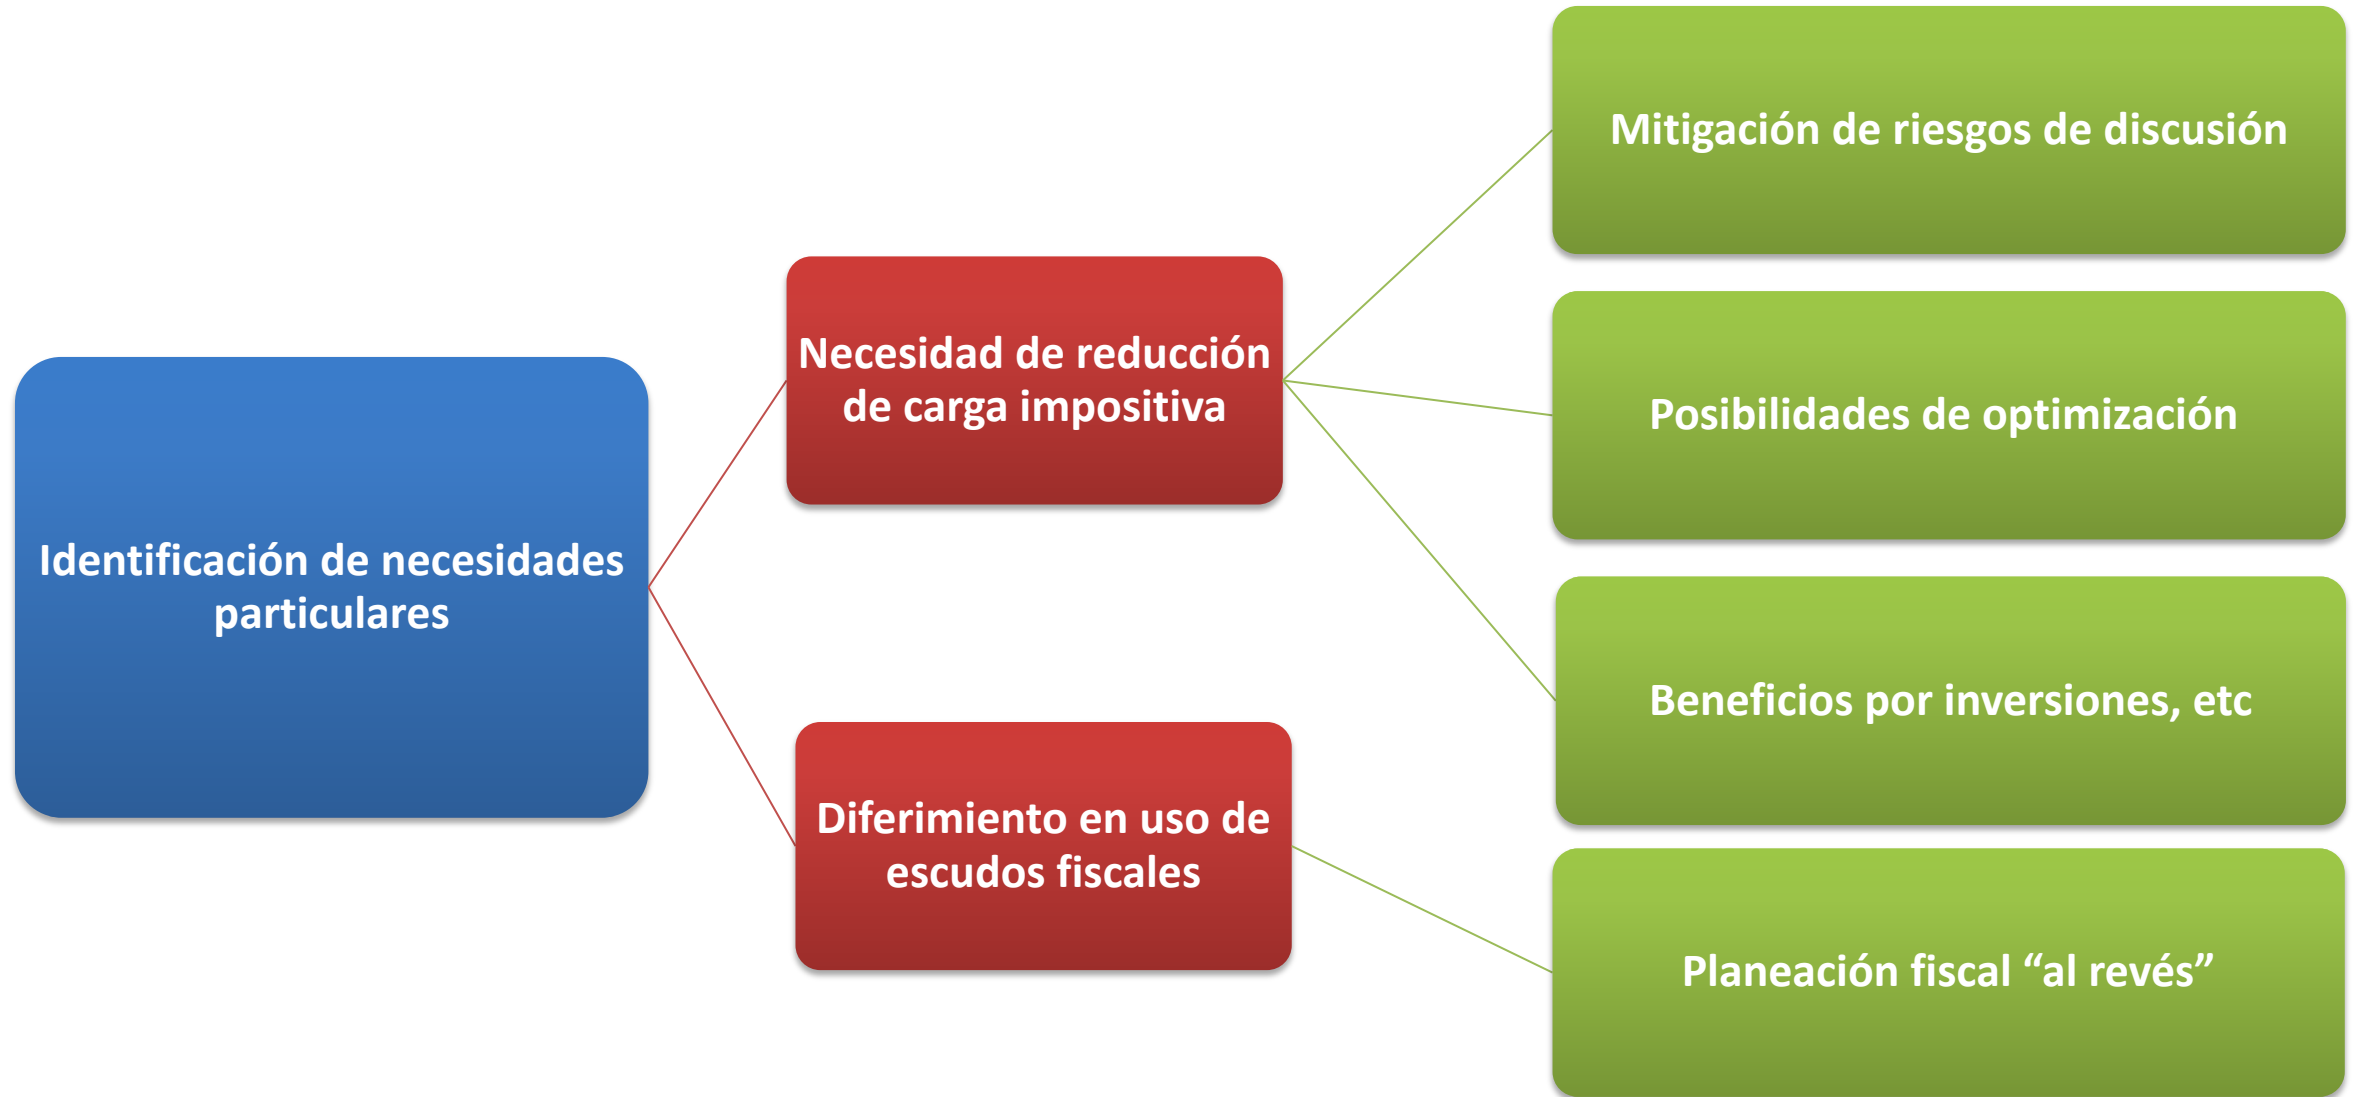 Identificación de necesidades
particulares
Necesidad de reducción
de carga impositiva
Diferimiento en uso de
escudos fiscales
Mitigación de riesgos de discusión
Posibilidades de optimización
Beneficios por inversiones, etc
Planeación fiscal “al revés”